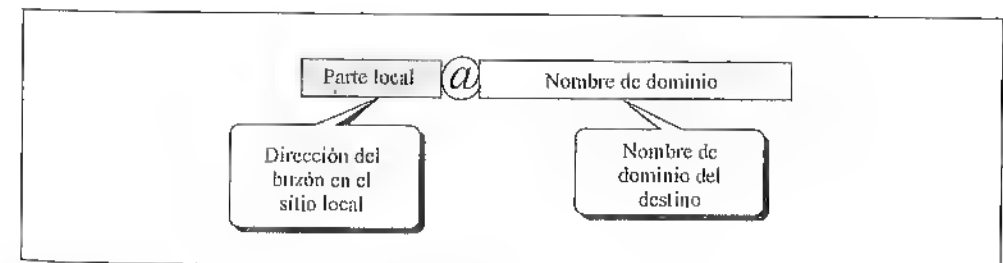 Parte local @ Nombre de dominio
Dirección del
buzón en el
sitio local
Nombre de
dominio del
destino